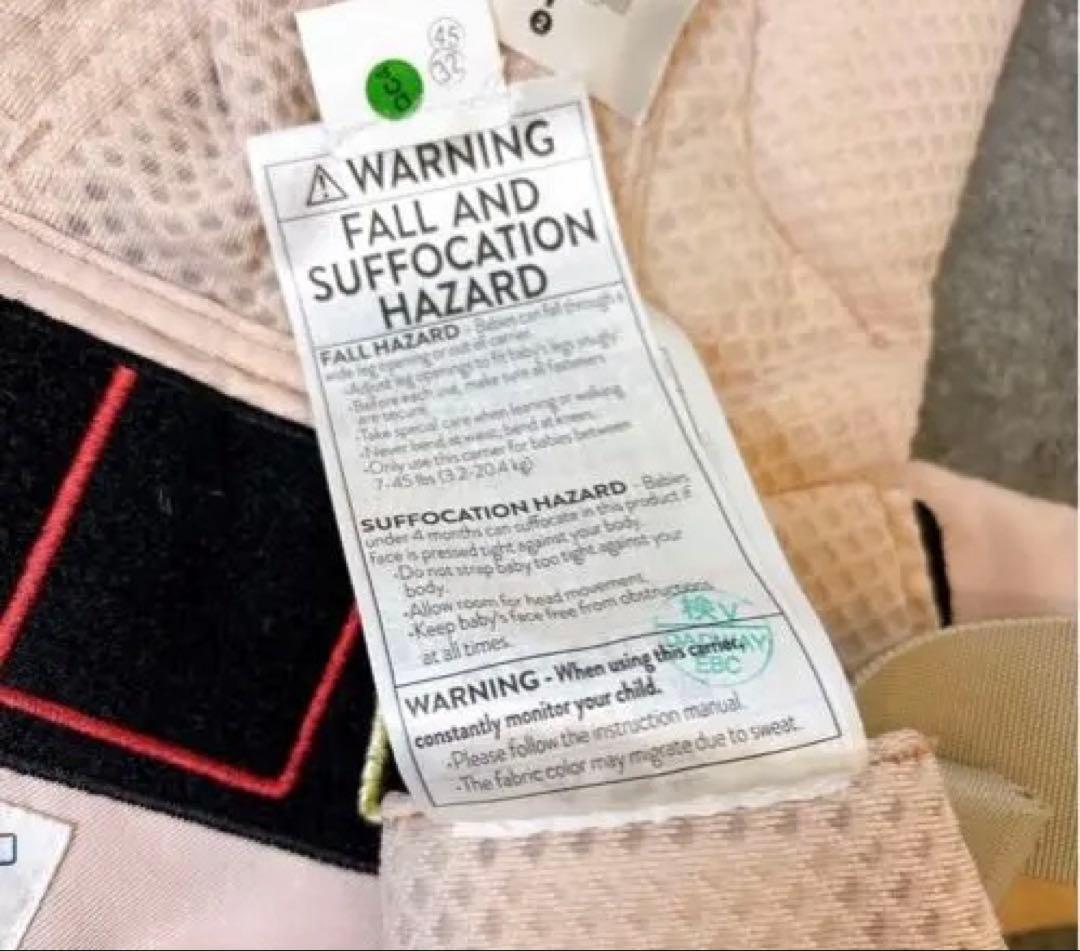 45
32
2
⚠ WARNING
FALL AND
SUFFOCATION
HAZARD
FALL HAZARD - Babies can fall through a
wide leg opening or out of carrier.
-Adjust leg openings to fit baby's legs snugly.
-Before each use, make sure all fasteners
are secure.
-Take special care when leaning or walking.
-Never bend at waist; bend at knees.
-Only use this carrier for babies between
7-45 lbs (3.2-20.4 kg)
SUFFOCATION HAZARD - Babies
under 4 months can suffocate in this product if
face is pressed tight against your body.
-Do not strap baby too tight against your
body.
-Allow room for head movement.
-Keep baby's face free from obstructions
at all times.
検 V
EBC
WARNING - When using this carrier,
constantly monitor your child.
-Please follow the instruction manual.
-The fabric color may migrate due to sweat.